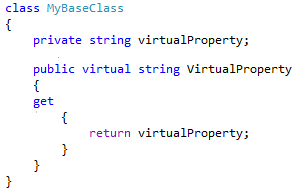 class MyBaseClass
{
    private string virtualProperty;
    public virtual string VirtualProperty
    {
    get
        {
            return virtualProperty;
        }
    }
}